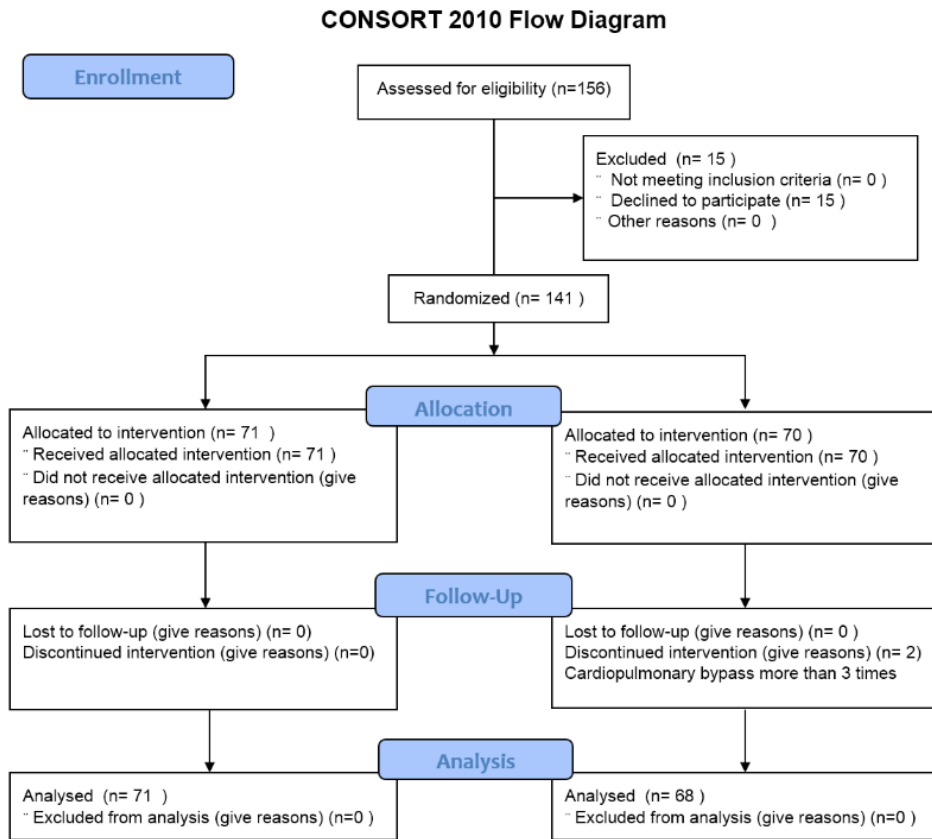 CONSORT 2010 Flow Diagram
Enrollment
Assessed for eligibility (n=156)
Excluded  (n= 15 )
¨ Not meeting inclusion criteria (n= 0 )
¨ Declined to participate (n= 15 )
¨ Other reasons (n= 0  )
Randomized (n= 141 )
Allocation
Allocated to intervention (n= 71  )
¨ Received allocated intervention (n= 71 )
¨ Did not receive allocated intervention (give
reasons) (n= 0 )
Allocated to intervention (n= 70 )
¨ Received allocated intervention (n= 70 )
¨ Did not receive allocated intervention (give
reasons) (n= 0  )
Follow-Up
Lost to follow-up (give reasons) (n= 0)
Discontinued intervention (give reasons) (n=0)
Lost to follow-up (give reasons) (n= 0 )
Discontinued intervention (give reasons) (n= 2)
Cardiopulmonary bypass more than 3 times
Analysis
Analysed  (n= 71 )
¨ Excluded from analysis (give reasons) (n=0 )
Analysed  (n= 68 )
¨ Excluded from analysis (give reasons) (n=0 )